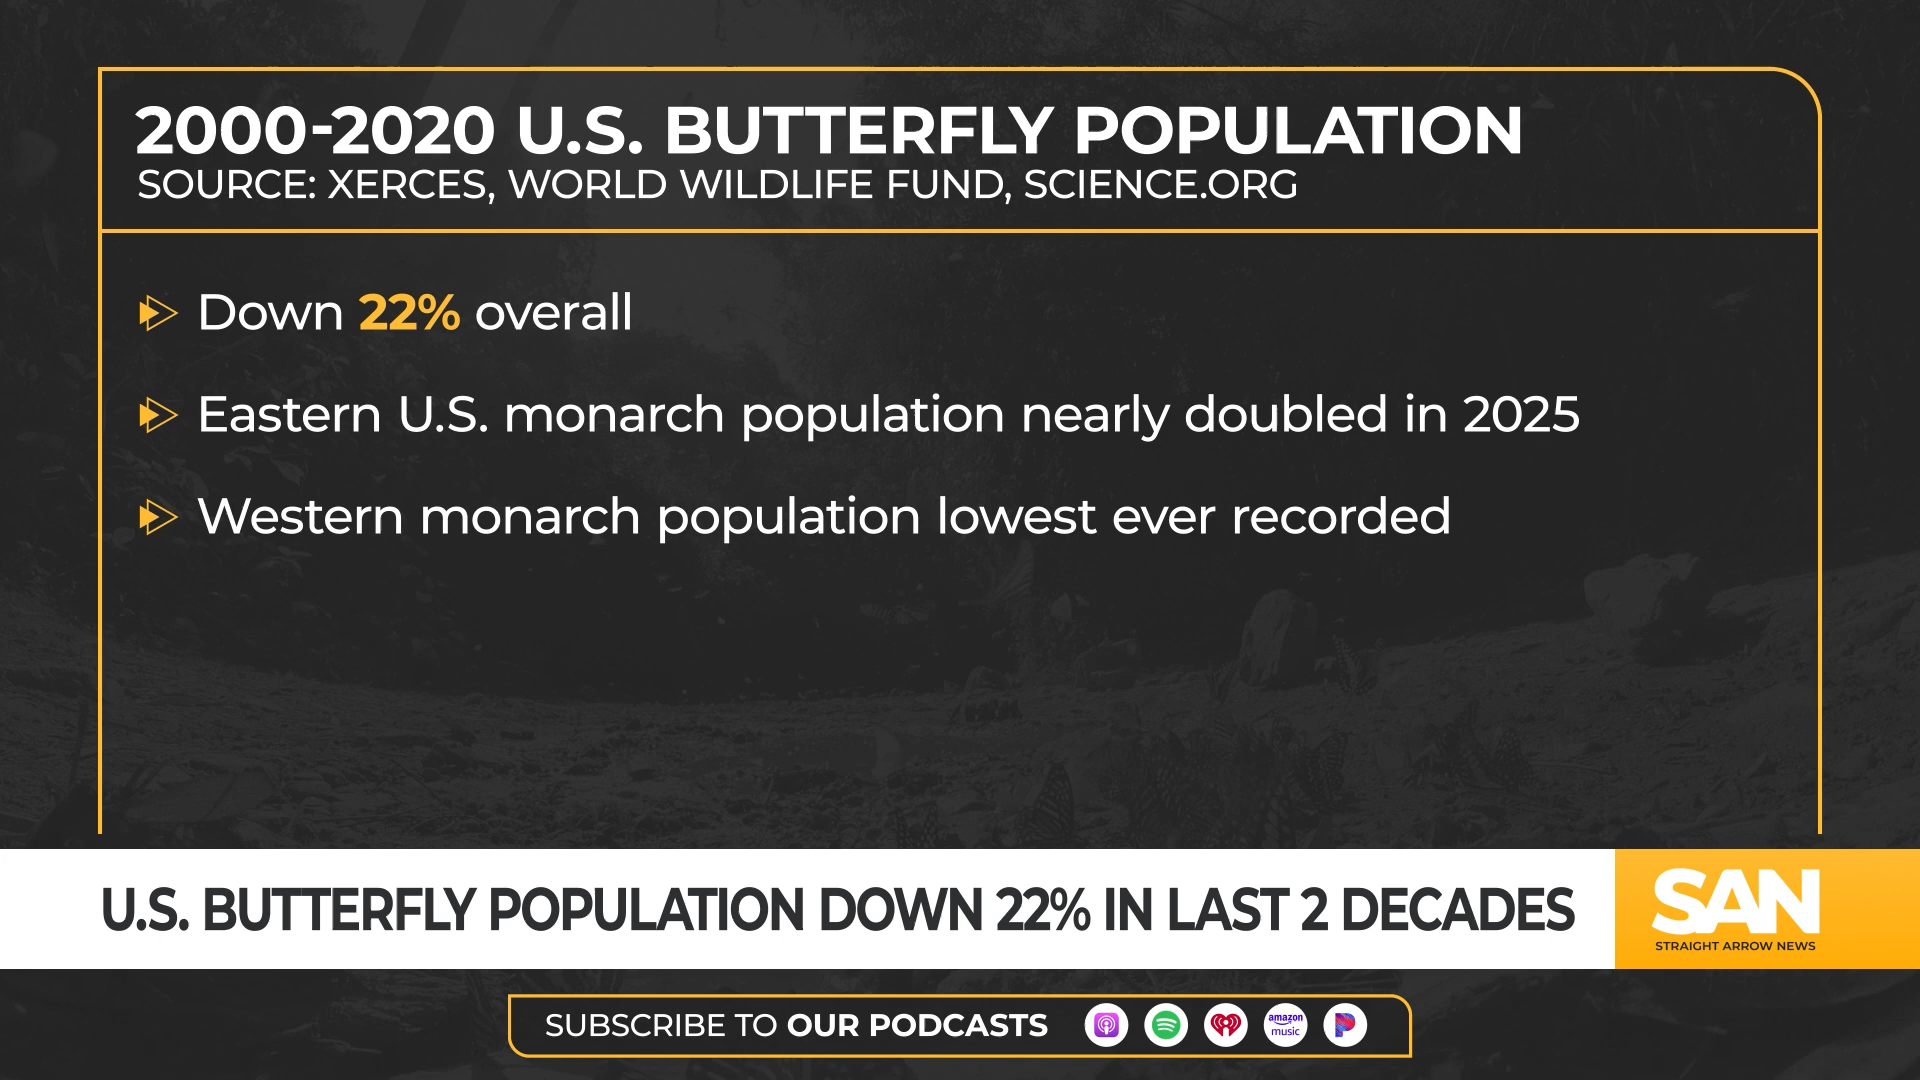 2000-2020 U.S. BUTTERFLY POPULATION
SOURCE: XERCES, WORLD WILDLIFE FUND, SCIENCE.ORG
Down 22% overall
Eastern U.S. monarch population nearly doubled in 2025
Western monarch population lowest ever recorded
U.S. BUTTERFLY POPULATION DOWN 22% IN LAST 2 DECADES
SAN
STRAIGHT ARROW NEWS
SUBSCRIBE TO OUR PODCASTS
amazon
music